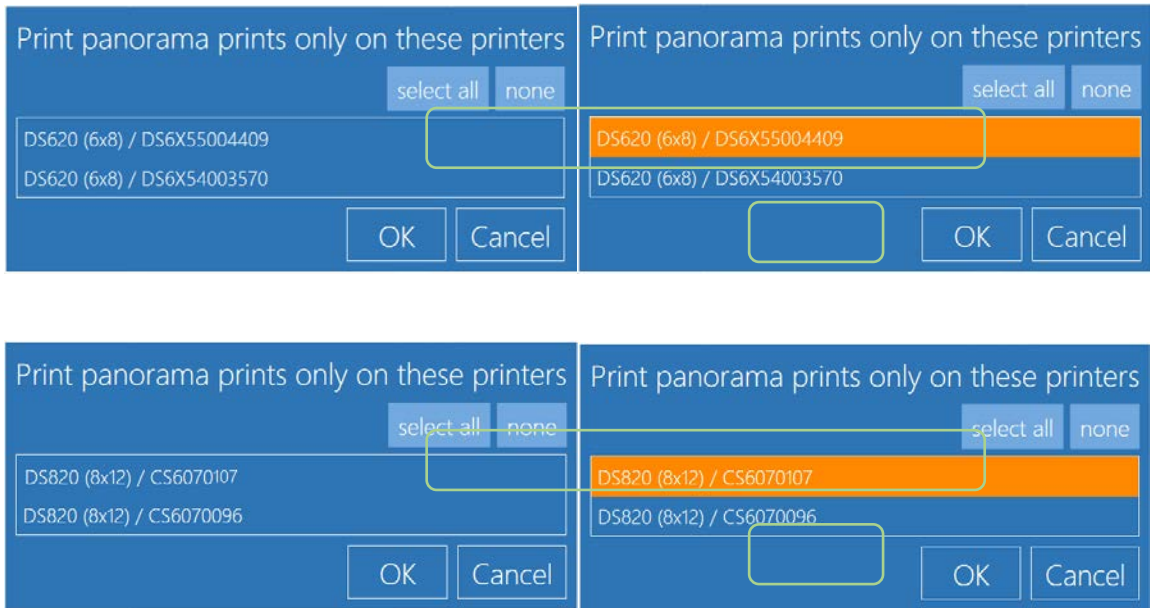 Print panorama prints only on these printers
select all none
DS620 (6x8) / DS6X55004409
DS620 (6x8) / DS6X54003570
OK Cancel
Print panorama prints only on these printers
select all none
DS620 (6x8) / DS6X55004409
DS620 (6x8) / DS6X54003570
OK Cancel
Print panorama prints only on these printers
select all none
DS820 (8x12) / CS6070107
DS820 (8x12) / CS6070096
OK Cancel
Print panorama prints only on these printers
select all none
DS820 (8x12) / CS6070107
DS820 (8x12) / CS6070096
OK Cancel